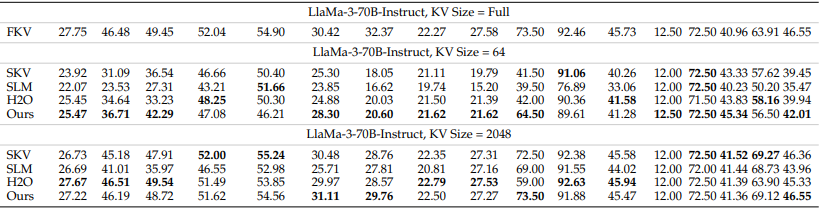 LlaMa-3-70B-Instruct, KV Size = Full
FKV 27.75 46.48 49.45 52.04 54.90 30.42 32.37 22.27 27.58 73.50 92.46 45.73 12.50 72.50 40.96 63.91 46.55
LlaMa-3-70B-Instruct, KV Size = 64
SKV 23.92 31.09 36.54 46.66 50.40 25.30 18.05 21.11 19.79 41.50 91.06 40.26 12.00 72.50 43.33 57.62 39.45
SLM 22.07 23.53 27.31 43.21 51.66 23.85 16.62 19.74 15.20 39.50 76.89 33.06 12.00 72.50 40.23 50.20 35.47
H2O 25.45 34.64 33.23 48.25 50.30 24.88 20.03 21.50 21.39 42.00 90.36 41.58 12.00 71.50 43.83 58.16 39.94
Ours 25.47 36.71 42.29 47.08 46.21 28.30 20.60 21.62 21.62 64.50 89.61 41.28 12.50 72.50 45.34 56.50 42.01
LlaMa-3-70B-Instruct, KV Size = 2048
SKV 26.73 45.18 47.91 52.00 55.24 30.48 28.76 22.35 27.31 72.50 92.38 45.58 12.00 72.50 41.52 69.27 46.36
SLM 26.69 41.01 35.97 46.55 52.98 25.71 27.81 20.81 27.16 69.00 91.55 44.02 12.00 72.00 41.44 68.73 43.96
H2O 27.67 46.51 49.54 51.49 53.85 29.97 28.57 22.79 27.53 59.00 92.63 45.94 12.00 72.50 41.39 63.90 45.33
Ours 27.22 46.19 48.72 51.62 54.56 31.11 29.76 22.50 27.27 73.50 91.88 45.47 12.00 72.50 41.36 69.12 46.55